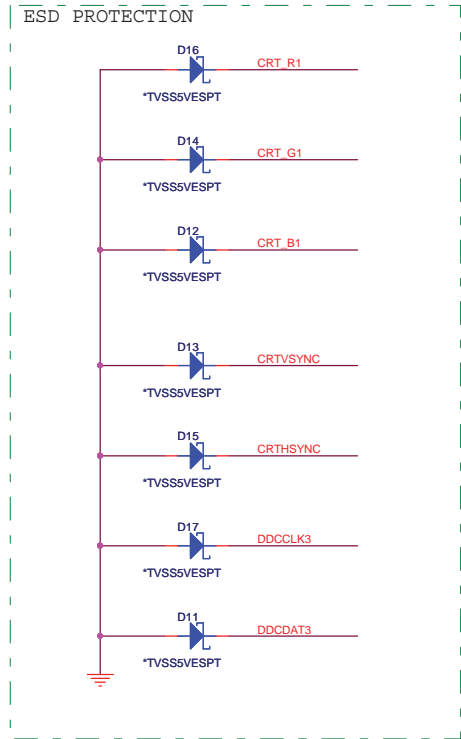 ESD PROTECTION
D16
CRT_R1
*TVSS5VESPT
D14
CRT_G1
*TVSS5VESPT
D12
CRT_B1
*TVSS5VESPT
D13
CRTVSYNC
*TVSS5VESPT
D15
CRTHSYNC
*TVSS5VESPT
D17
DDCCLK3
*TVSS5VESPT
D11
DDCDAT3
*TVSS5VESPT